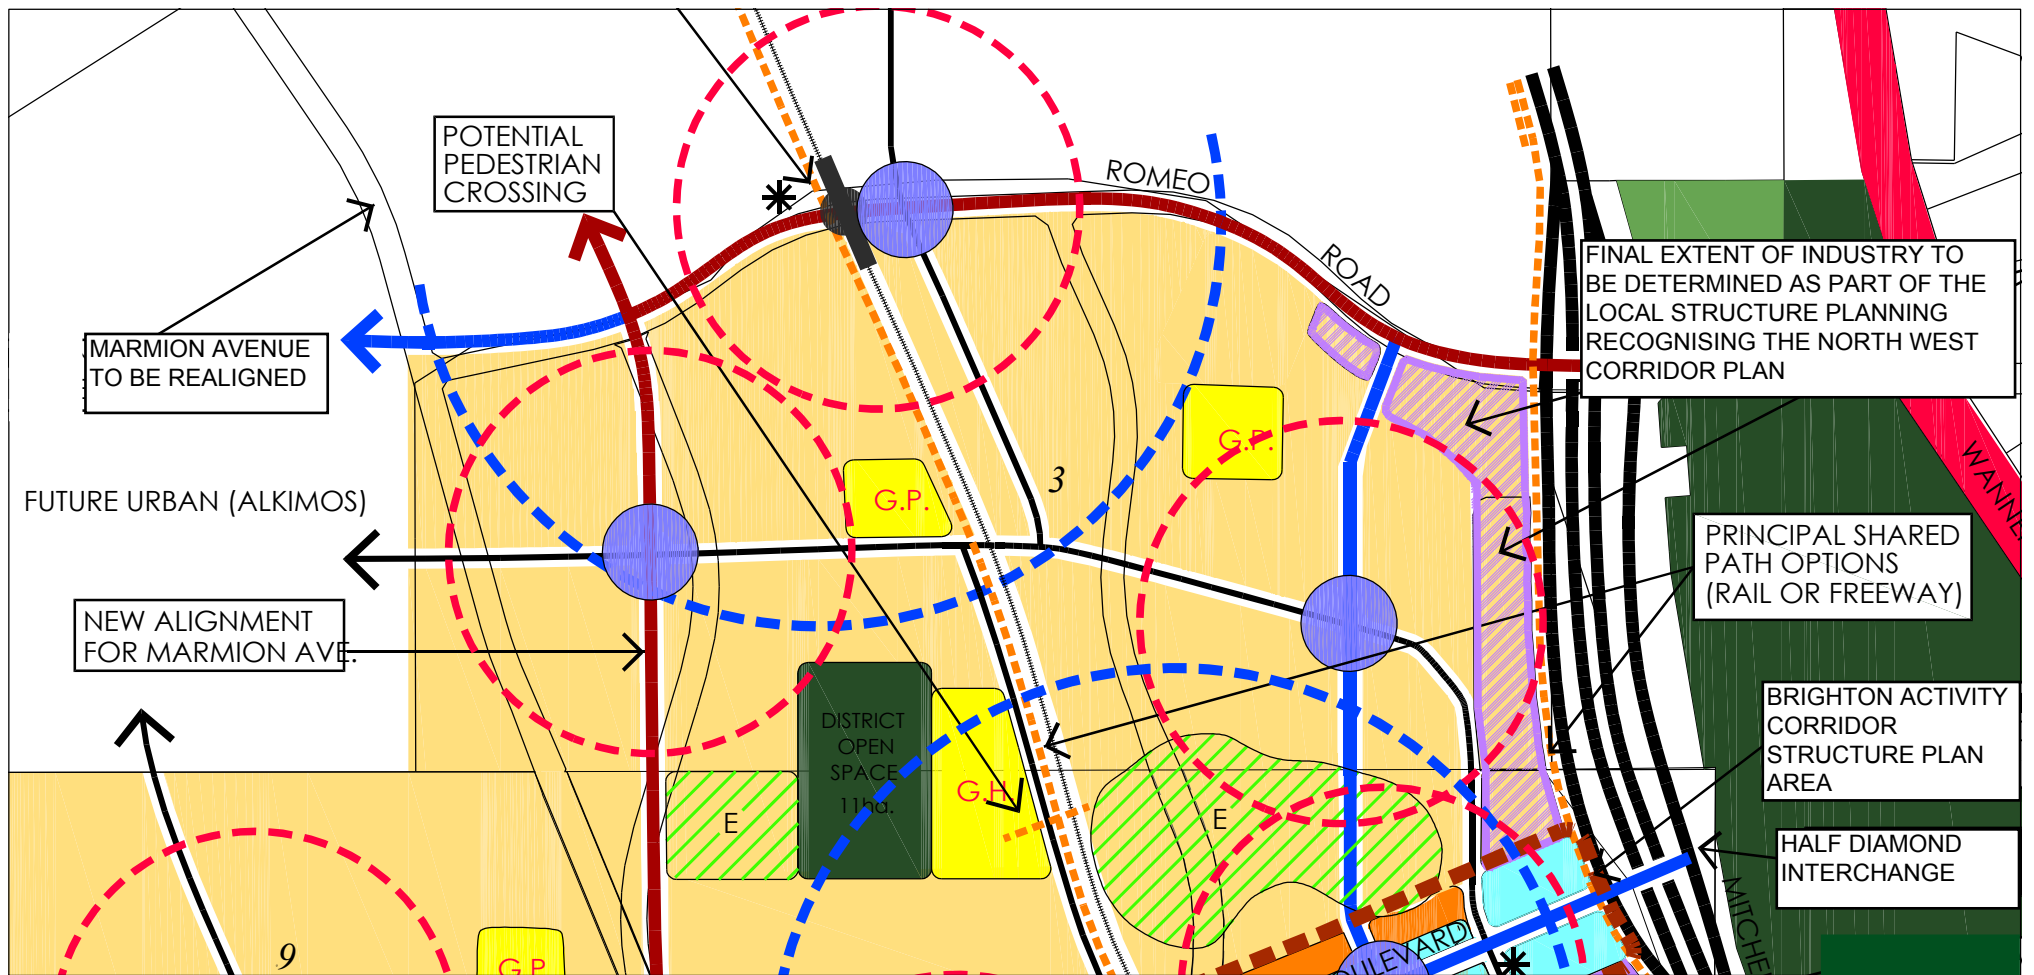 POTENTIAL
PEDESTRIAN
CROSSING
ROMEO
ROAD
FINAL EXTENT OF INDUSTRY TO
BE DETERMINED AS PART OF THE
LOCAL STRUCTURE PLANNING
RECOGNISING THE NORTH WEST
CORRIDOR PLAN
MARMION AVENUE
TO BE REALIGNED
G.P.
G.P.
3
FUTURE URBAN (ALKIMOS)
WANNE
PRINCIPAL SHARED
PATH OPTIONS
(RAIL OR FREEWAY)
NEW ALIGNMENT
FOR MARMION AVE.
BRIGHTON ACTIVITY
CORRIDOR
STRUCTURE PLAN
AREA
DISTRICT
OPEN
SPACE
11ha.
G.H.
E
E
HALF DIAMOND
INTERCHANGE
MITCHE
9
G.P
OULEVARD